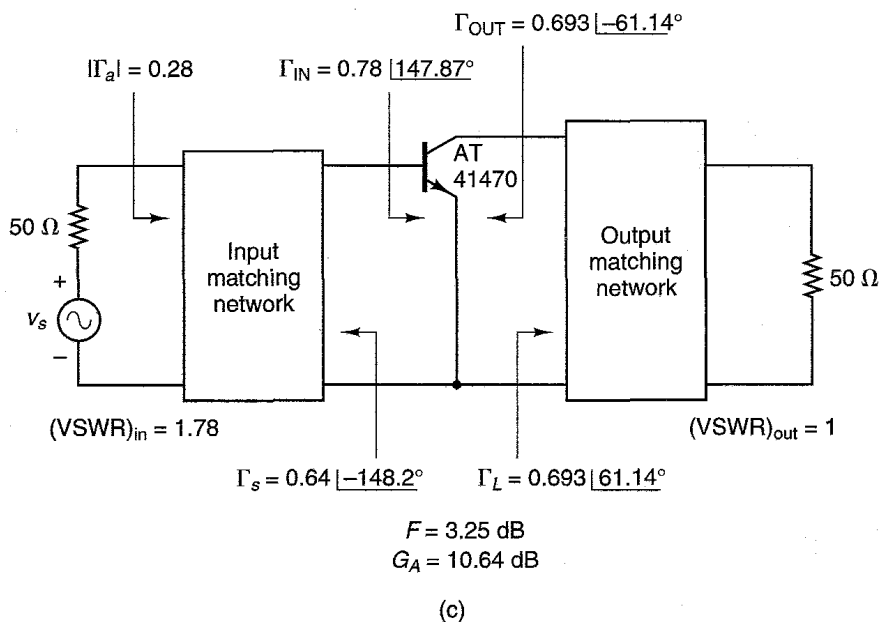 Γ_OUT = 0.693 ⌊−61.14°
|Γ_a| = 0.28
Γ_IN = 0.78 ⌊147.87°
AT
41470
50 Ω
Input
matching
network
Output
matching
network
50 Ω
+
v_s
−
(VSWR)_in = 1.78
(VSWR)_out = 1
Γ_s = 0.64 ⌊−148.2°
Γ_L = 0.693 ⌊61.14°
F = 3.25 dB
G_A = 10.64 dB
(c)